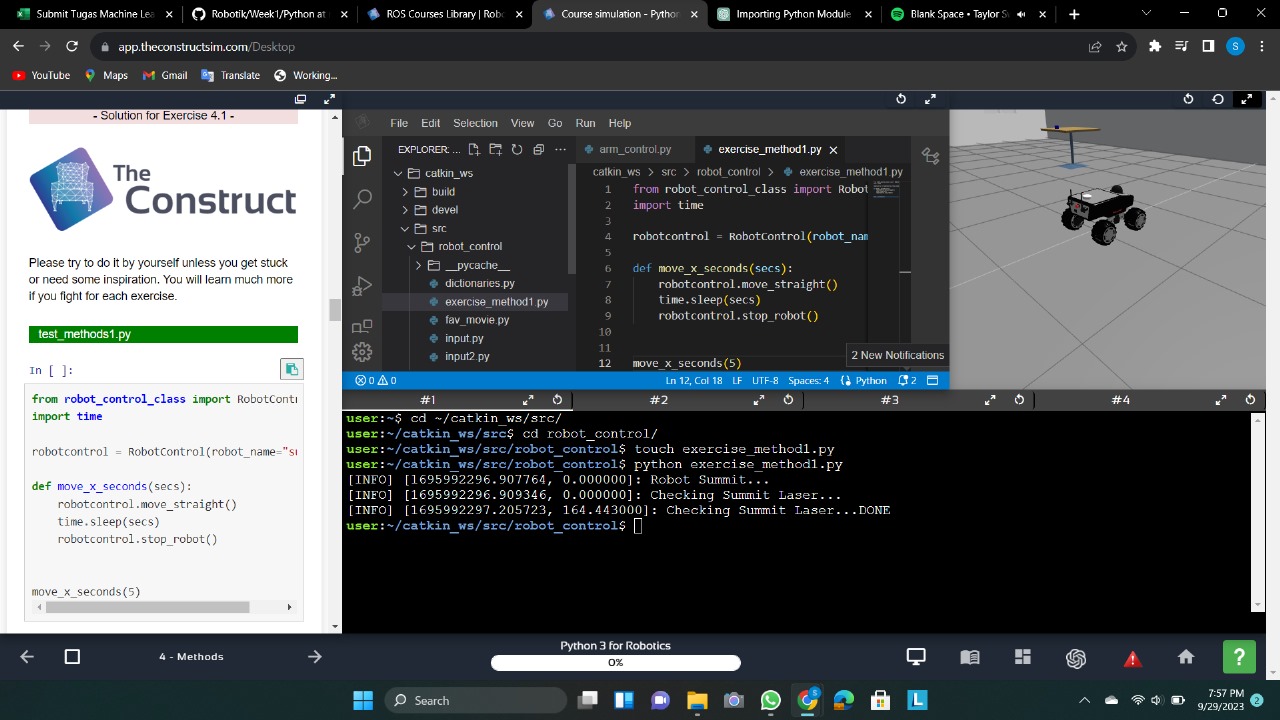 Submit Tugas Machine Lea
Robotik/Week1/Python at
ROS Courses Library | Rob
Course simulation - Python
Importing Python Module
Blank Space • Taylor Sw
app.theconstructsim.com/Desktop
S
YouTube
Maps
Gmail
Translate
Working...
- Solution for Exercise 4.1 -
The
Construct
Please try to do it by yourself unless you get stuck
or need some inspiration. You will learn much more
if you fight for each exercise.
test_methods1.py
In [ ]:
from robot_control_class import RobotContr
import time
robotcontrol = RobotControl(robot_name="su
def move_x_seconds(secs):
robotcontrol.move_straight()
time.sleep(secs)
robotcontrol.stop_robot()
move_x_seconds(5)
File Edit Selection View Go Run Help
EXPLORER: ...
catkin_ws
build
devel
src
robot_control
__pycache__
dictionaries.py
exercise_method1.py
fav_movie.py
input.py
input2.py
arm_control.py
exercise_method1.py
catkin_ws > src > robot_control > exercise_method1.py
1 from robot_control_class import Robot
2 import time
3
4 robotcontrol = RobotControl(robot_nam
5
6 def move_x_seconds(secs):
7 robotcontrol.move_straight()
8 time.sleep(secs)
9 robotcontrol.stop_robot()
10
11
12 move_x_seconds(5)
2 New Notifications
0 0
Ln 12, Col 18 LF UTF-8 Spaces: 4 Python 2
#1 #2 #3 #4
user:~$ cd ~/catkin_ws/src/
user:~/catkin_ws/src$ cd robot_control/
user:~/catkin_ws/src/robot_control$ touch exercise_method1.py
user:~/catkin_ws/src/robot_control$ python exercise_method1.py
[INFO] [1695992296.907764, 0.000000]: Robot Summit...
[INFO] [1695992296.909346, 0.000000]: Checking Summit Laser...
[INFO] [1695992297.205723, 164.443000]: Checking Summit Laser...DONE
user:~/catkin_ws/src/robot_control$
4 - Methods
Python 3 for Robotics
0%
?
Search
S
L
7:57 PM
9/29/2023
2